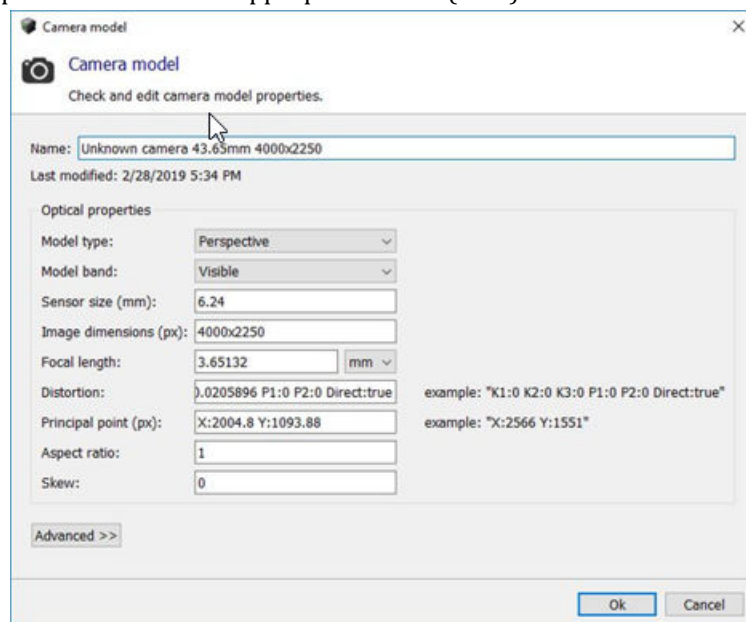 Camera model
Camera model
Check and edit camera model properties.
Name: Unknown camera 43.65mm 4000x2250
Last modified: 2/28/2019 5:34 PM
Optical properties
Model type: Perspective
Model band: Visible
Sensor size (mm): 6.24
Image dimensions (px): 4000x2250
Focal length: 3.65132 mm
Distortion: 0.0205896 P1:0 P2:0 Direct:true example: "K1:0 K2:0 K3:0 P1:0 P2:0 Direct:true"
Principal point (px): X:2004.8 Y:1093.88 example: "X:2566 Y:1551"
Aspect ratio: 1
Skew: 0
Advanced >>
Ok Cancel